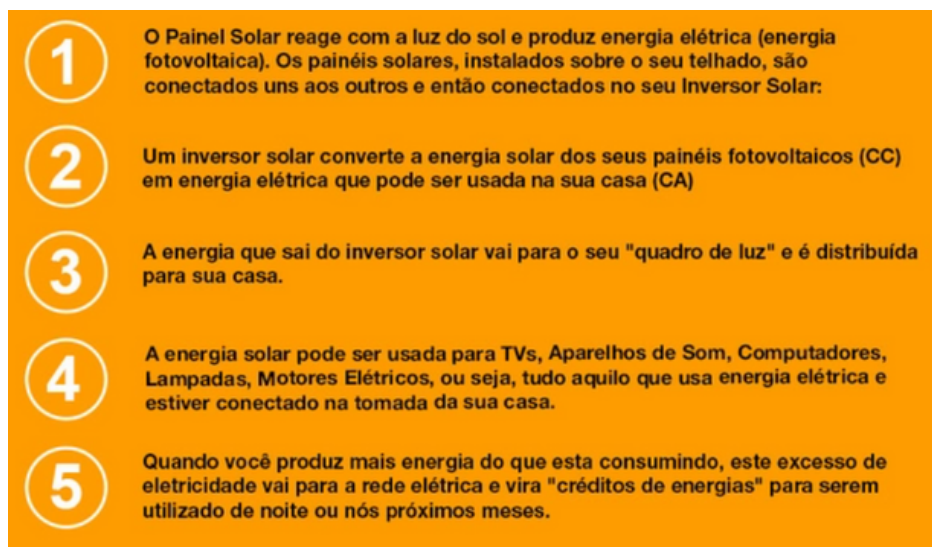 1
O Painel Solar reage com a luz do sol e produz energia elétrica (energia
fotovoltaica). Os painéis solares, instalados sobre o seu telhado, são
conectados uns aos outros e então conectados no seu Inversor Solar:
2
Um inversor solar converte a energia solar dos seus painéis fotovoltaicos (CC)
em energia elétrica que pode ser usada na sua casa (CA)
3
A energia que sai do inversor solar vai para o seu "quadro de luz" e é distribuída
para sua casa.
4
A energia solar pode ser usada para TVs, Aparelhos de Som, Computadores,
Lampadas, Motores Elétricos, ou seja, tudo aquilo que usa energia elétrica e
estiver conectado na tomada da sua casa.
5
Quando você produz mais energia do que esta consumindo, este excesso de
eletricidade vai para a rede elétrica e vira "créditos de energias" para serem
utilizado de noite ou nós próximos meses.